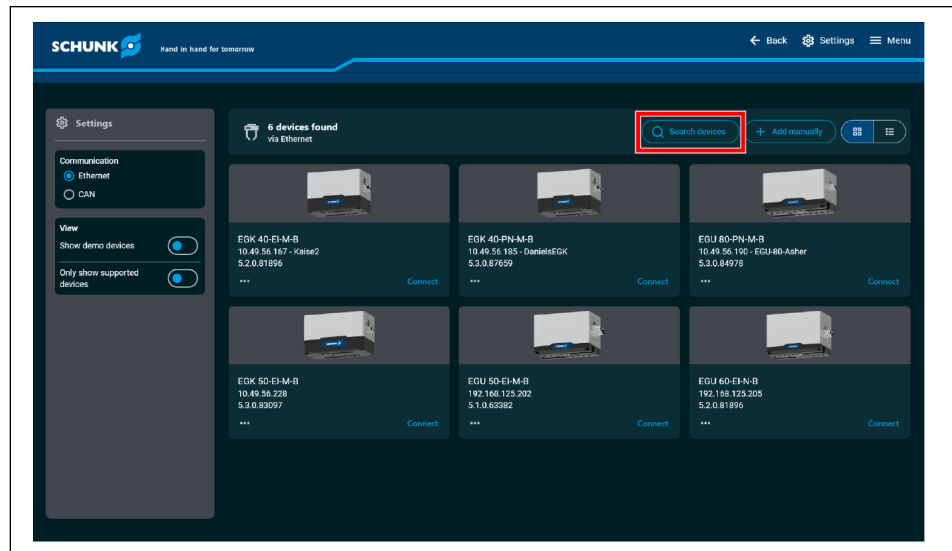 SCHUNK
Hand in hand for tomorrow
Back
Settings
Menu
Settings
Communication
Ethernet
CAN
View
Show demo devices
Only show supported
devices
6 devices found
via Ethernet
Search devices
+ Add manually
EGK 40-EI-M-B
10.49.56.167 - Kaise2
5.2.0.81896
•••
Connect
EGK 40-PN-M-B
10.49.56.185 - DanielsEGK
5.3.0.87659
•••
Connect
EGU 80-PN-M-B
10.49.56.190 - EGU-80-Asher
5.3.0.84978
•••
Connect
EGK 50-EI-M-B
10.49.56.228
5.3.0.83097
•••
Connect
EGU 50-EI-M-B
192.168.125.202
5.1.0.63382
•••
Connect
EGU 60-EI-N-B
192.168.125.205
5.2.0.81896
•••
Connect